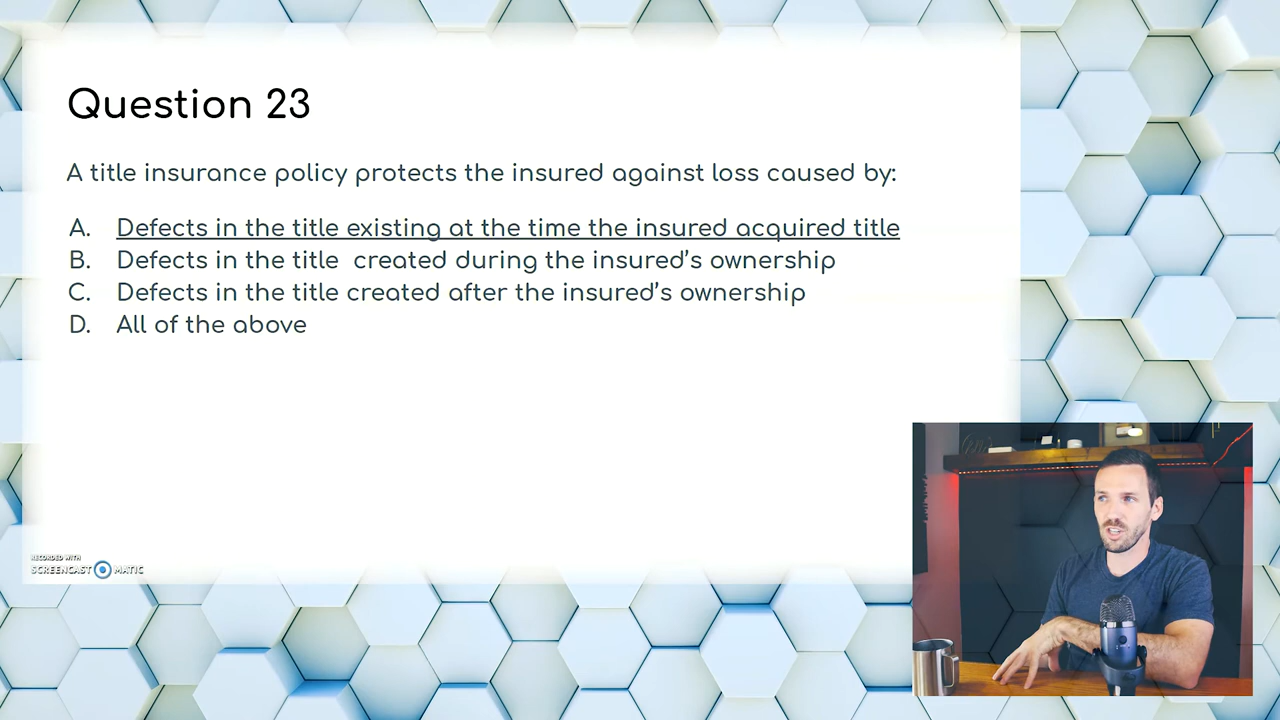 Question 23
A title insurance policy protects the insured against loss caused by:
A. Defects in the title existing at the time the insured acquired title
B. Defects in the title  created during the insured's ownership
C. Defects in the title created after the insured's ownership
D. All of the above
RECORDED WITH
SCREENCAST MATIC